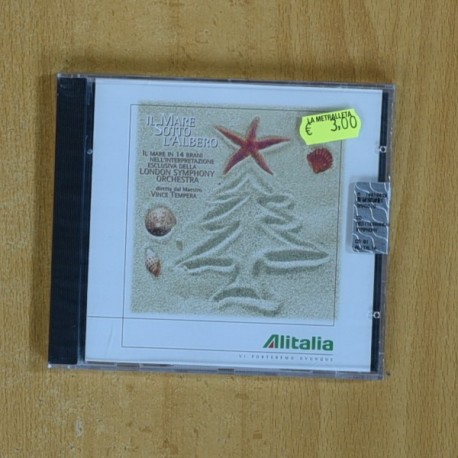 IL MARE
SOTTO
L'ALBERO
IL MARE IN 14 BRANI
NELL'INTERPRETAZIONE
ESCLUSIVA DELLA
LONDON SYMPHONY
ORCHESTRA
diretta dal Maestro
VINCE TEMPERA
LA METRALLETA
€ 3,00
Alitalia